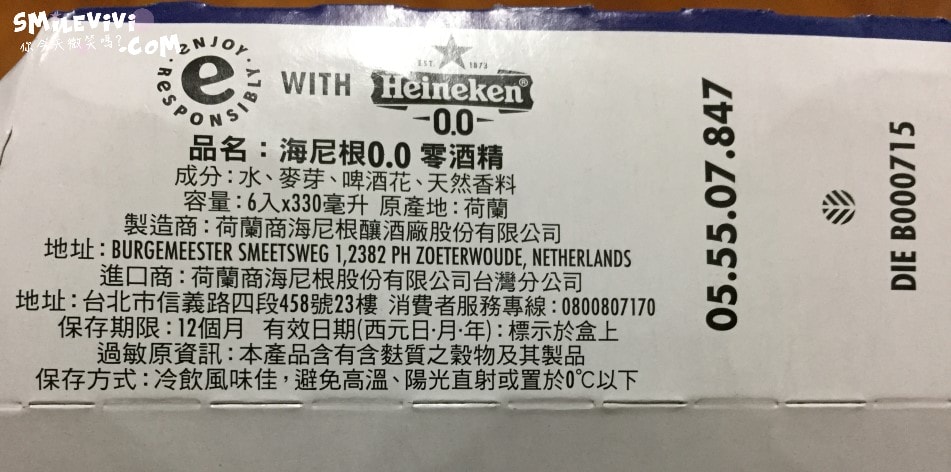 SMiLEViVi
你今天微笑嗎?.COM
ENJOY RESPONSIBLY
e
WITH
EST. 1873
Heineken®
0.0
品名：海尼根0.0 零酒精
成分：水、麥芽、啤酒花、天然香料
容量：6入x330毫升 原產地：荷蘭
製造商：荷蘭商海尼根釀酒廠股份有限公司
地址：BURGEMEESTER SMEETSWEG 1,2382 PH ZOETERWOUDE, NETHERLANDS
進口商：荷蘭商海尼根股份有限公司台灣分公司
地址：台北市信義路四段458號23樓 消費者服務專線：0800807170
保存期限：12個月 有效日期(西元日·月·年)：標示於盒上
過敏原資訊：本產品含有含麩質之穀物及其製品
保存方式：冷飲風味佳，避免高溫、陽光直射或置於0℃以下
05.55.07.847
DIE B000715